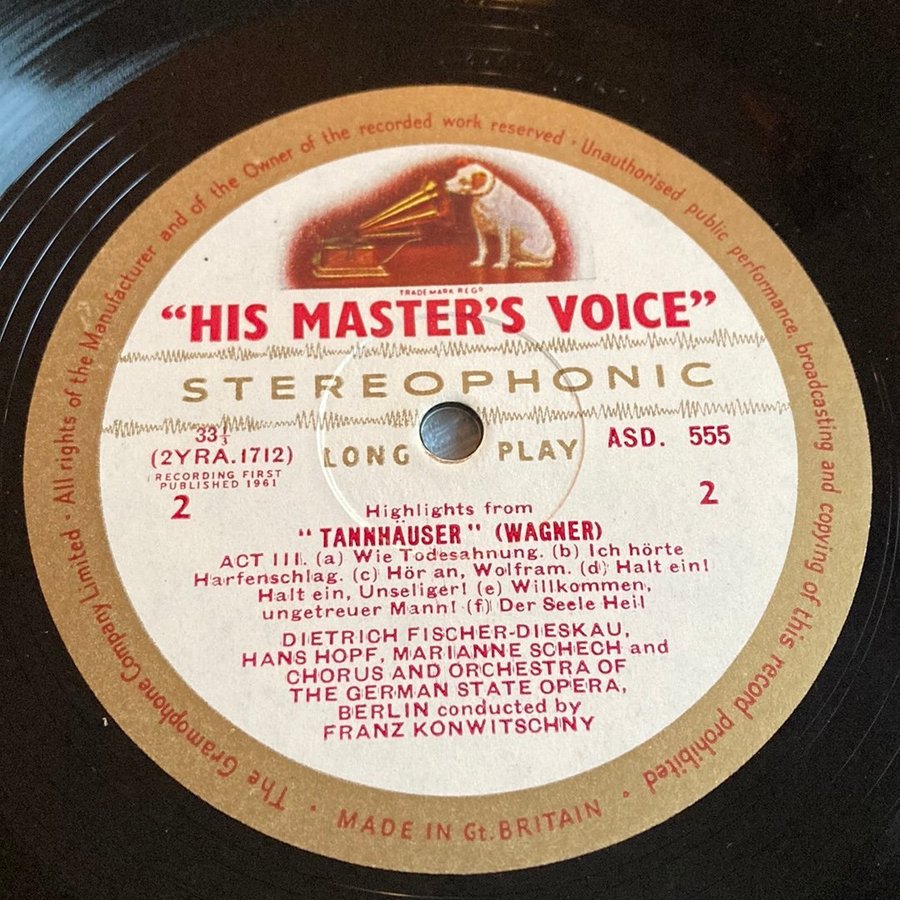 The Gramophone Company Limited · All rights of the Manufacturer and of the Owner of the recorded work reserved · Unauthorised public performance, broadcasting and copying of this record prohibited ·
TRADE MARK REGD
“HIS MASTER'S VOICE”
STEREOPHONIC
33⅓
(2YRA.1712)
RECORDING FIRST
PUBLISHED 1961
2
LONG PLAY
ASD. 555
2
Highlights from
"TANNHÄUSER" (WAGNER)
ACT III. (a) Wie Todesahnung. (b) Ich hörte
Harfenschlag. (c) Hör an, Wolfram. (d) Halt ein!
Halt ein, Unseliger! (e) Willkommen,
ungetreuer Mann! (f) Der Seele Heil
DIETRICH FISCHER-DIESKAU,
HANS HOPF, MARIANNE SCHECH and
CHORUS AND ORCHESTRA OF
THE GERMAN STATE OPERA,
BERLIN conducted by
FRANZ KONWITSCHNY
MADE IN Gt. BRITAIN